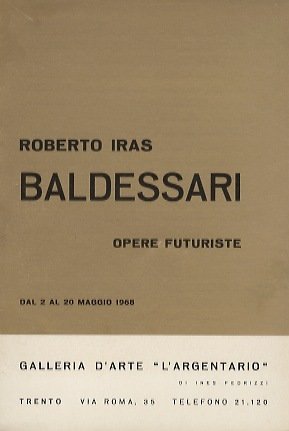 ROBERTO IRAS
BALDESSARI
OPERE FUTURISTE
DAL 2 AL 20 MAGGIO 1968
GALLERIA D'ARTE "L'ARGENTARIO"
DI INES FEDRIZZI
TRENTO VIA ROMA, 35 TELEFONO 21.120